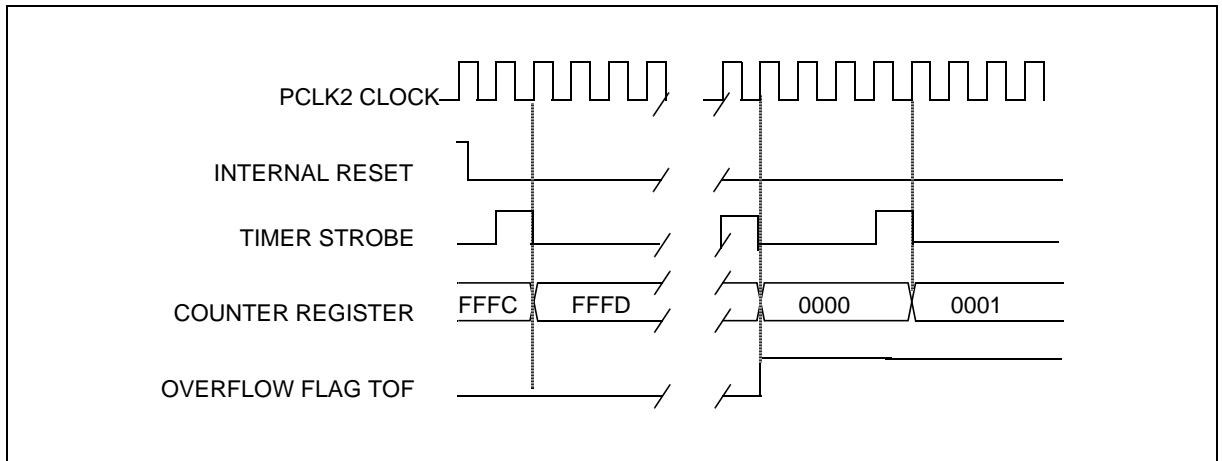 PCLK2 CLOCK
INTERNAL RESET
TIMER STROBE
COUNTER REGISTER
FFFC
FFFD
0000
0001
OVERFLOW FLAG TOF